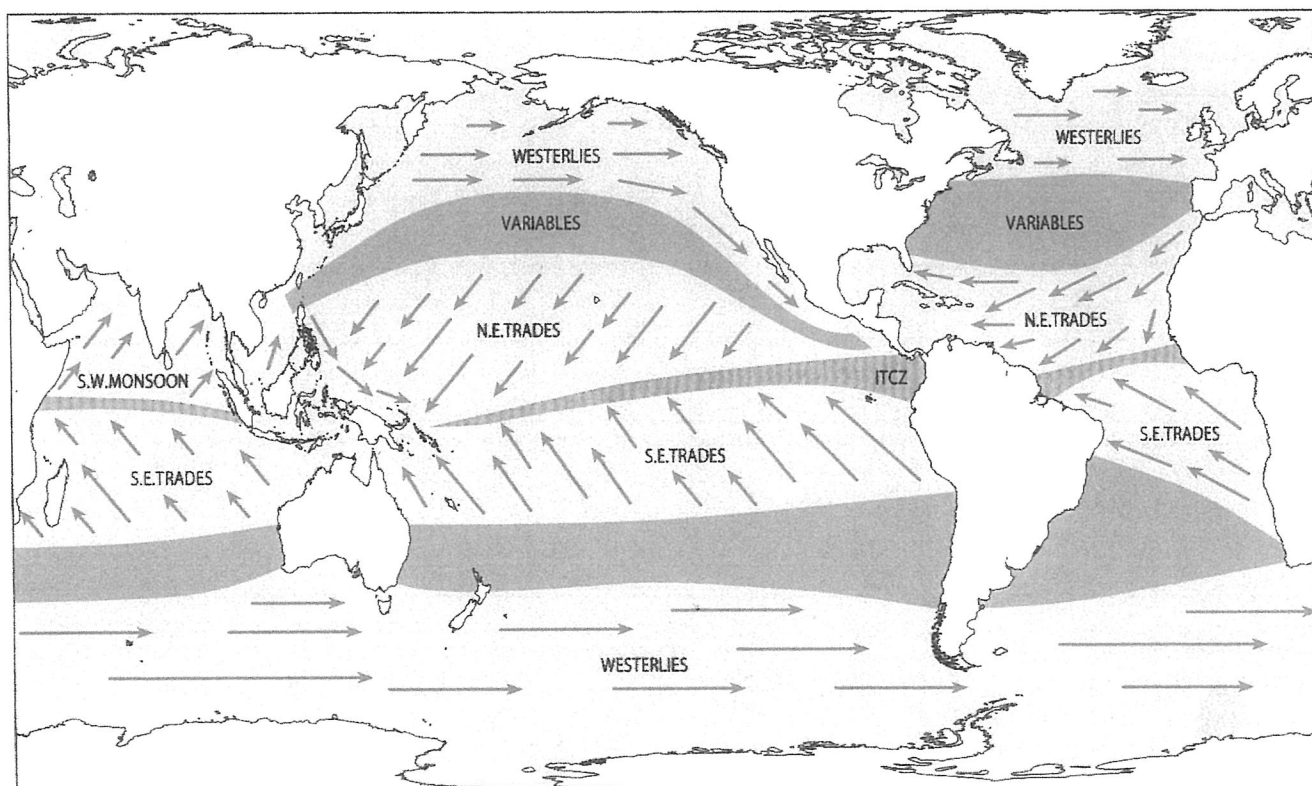 WESTERLIES
WESTERLIES
VARIABLES
VARIABLES
N.E.TRADES
N.E.TRADES
S.W.MONSOON
ITCZ
S.E.TRADES
S.E.TRADES
S.E.TRADES
WESTERLIES